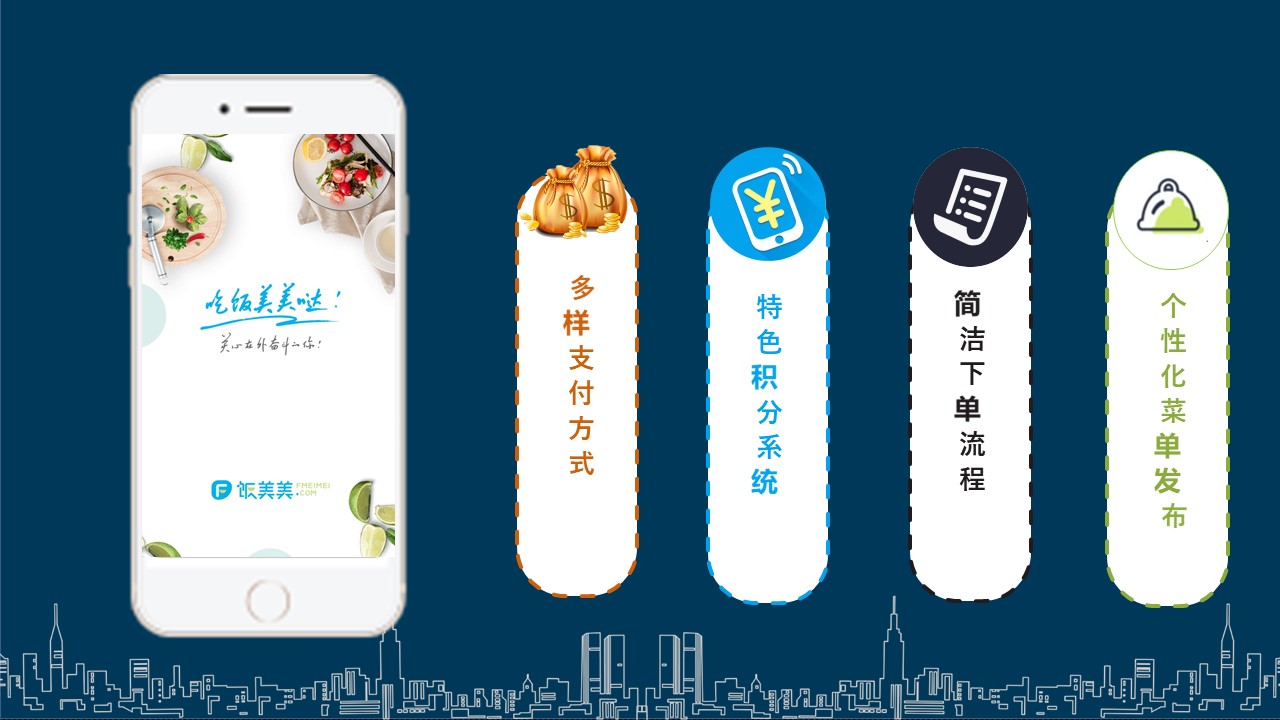 吃饭美美哒！
关心在外奋斗的你！
饭美美.FMEIMEI
.COM
多样支付方式
特色积分系统
简洁下单流程
个性化菜单发布